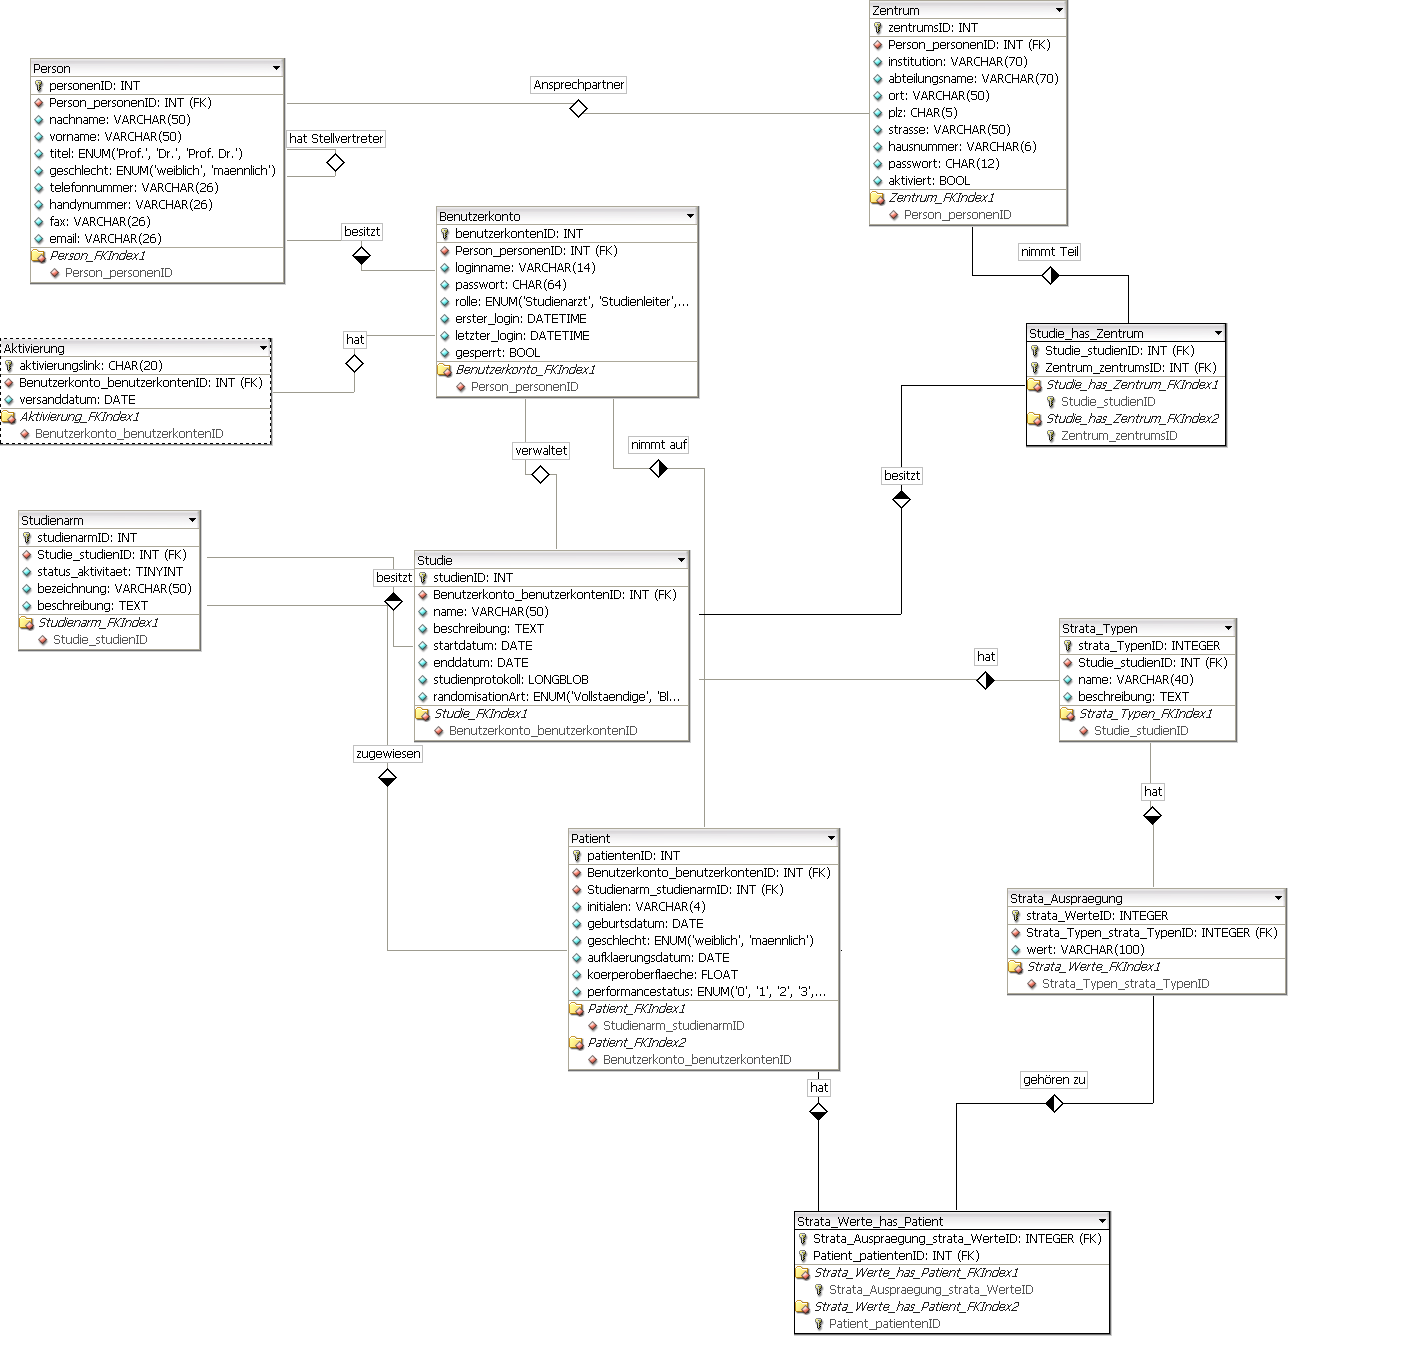 Zentrum
zentrumsID: INT
Person_personenID: INT (FK)
institution: VARCHAR(70)
abteilungsname: VARCHAR(70)
ort: VARCHAR(50)
plz: CHAR(5)
strasse: VARCHAR(50)
hausnummer: VARCHAR(6)
passwort: CHAR(12)
aktiviert: BOOL
Zentrum_FKIndex1
Person_personenID
Person
personenID: INT
Person_personenID: INT (FK)
nachname: VARCHAR(50)
vorname: VARCHAR(50)
titel: ENUM('Prof.', 'Dr.', 'Prof. Dr.')
geschlecht: ENUM('weiblich', 'maennlich')
telefonnummer: VARCHAR(26)
handynummer: VARCHAR(26)
fax: VARCHAR(26)
email: VARCHAR(26)
Person_FKIndex1
Person_personenID
Ansprechpartner
hat Stellvertreter
besitzt
Benutzerkonto
benutzerkontenID: INT
Person_personenID: INT (FK)
loginname: VARCHAR(14)
passwort: CHAR(64)
rolle: ENUM('Studienarzt', 'Studienleiter',...
erster_login: DATETIME
letzter_login: DATETIME
gesperrt: BOOL
Benutzerkonto_FKIndex1
Person_personenID
nimmt Teil
hat
Aktivierung
aktivierungslink: CHAR(20)
Benutzerkonto_benutzerkontenID: INT (FK)
versanddatum: DATE
Aktivierung_FKIndex1
Benutzerkonto_benutzerkontenID
Studie_has_Zentrum
Studie_studienID: INT (FK)
Zentrum_zentrumsID: INT (FK)
Studie_has_Zentrum_FKIndex1
Studie_studienID
Studie_has_Zentrum_FKIndex2
Zentrum_zentrumsID
verwaltet
nimmt auf
besitzt
Studienarm
studienarmID: INT
Studie_studienID: INT (FK)
status_aktivitaet: TINYINT
bezeichnung: VARCHAR(50)
beschreibung: TEXT
Studienarm_FKIndex1
Studie_studienID
besitzt
Studie
studienID: INT
Benutzerkonto_benutzerkontenID: INT (FK)
name: VARCHAR(50)
beschreibung: TEXT
startdatum: DATE
enddatum: DATE
studienprotokoll: LONGBLOB
randomisationArt: ENUM('Vollstaendige', 'Bl...
Studie_FKIndex1
Benutzerkonto_benutzerkontenID
hat
Strata_Typen
strata_TypenID: INTEGER
Studie_studienID: INT (FK)
name: VARCHAR(40)
beschreibung: TEXT
Strata_Typen_FKIndex1
Studie_studienID
zugewiesen
hat
Patient
patientenID: INT
Benutzerkonto_benutzerkontenID: INT (FK)
Studienarm_studienarmID: INT (FK)
initialen: VARCHAR(4)
geburtsdatum: DATE
geschlecht: ENUM('weiblich', 'maennlich')
aufklaerungsdatum: DATE
koerperoberflaeche: FLOAT
performancestatus: ENUM('0', '1', '2', '3',...
Patient_FKIndex1
Studienarm_studienarmID
Patient_FKIndex2
Benutzerkonto_benutzerkontenID
Strata_Auspraegung
strata_WerteID: INTEGER
Strata_Typen_strata_TypenID: INTEGER (FK)
wert: VARCHAR(100)
Strata_Werte_FKIndex1
Strata_Typen_strata_TypenID
hat
gehören zu
Strata_Werte_has_Patient
Strata_Auspraegung_strata_WerteID: INTEGER (FK)
Patient_patientenID: INT (FK)
Strata_Werte_has_Patient_FKIndex1
Strata_Auspraegung_strata_WerteID
Strata_Werte_has_Patient_FKIndex2
Patient_patientenID